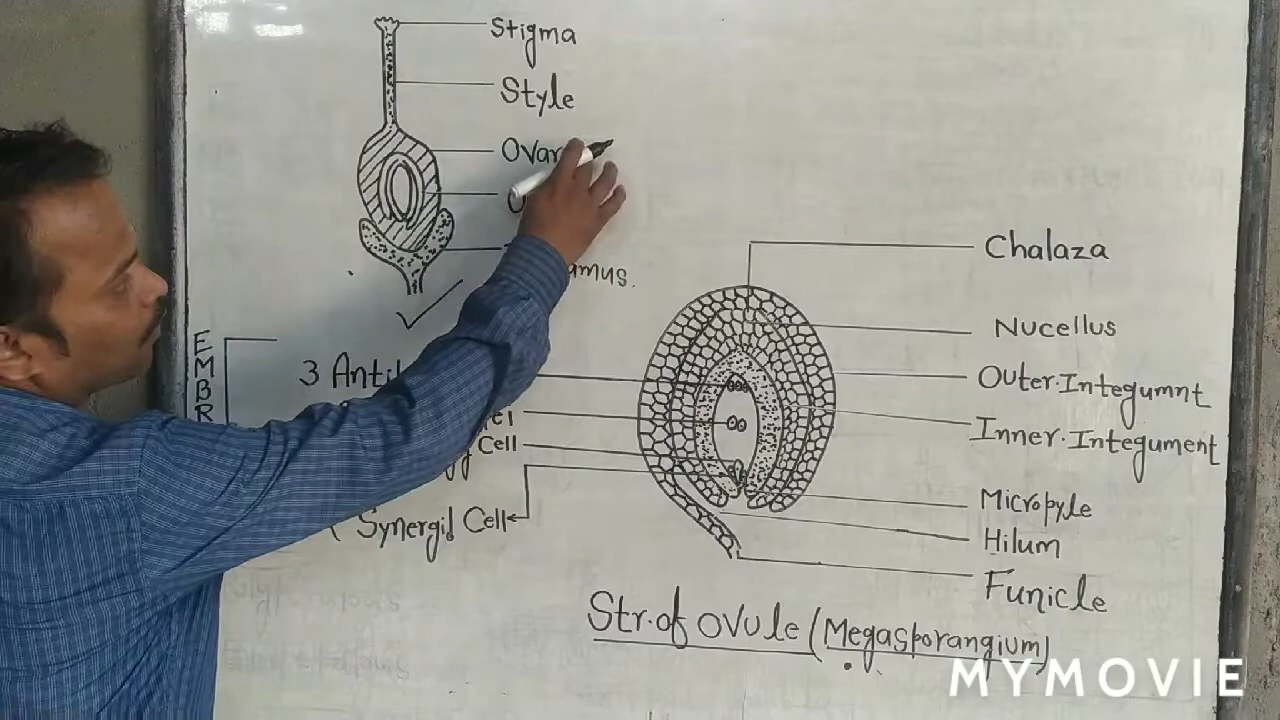 Stigma
Style
Ovar
amus.
Chalaza
Nucellus
Outer.Integumnt
Inner.Integument
Micropyle
Hilum
Funicle
EMBR
3 Anti
Cell
Synergid Cell
Str.of Ovule (Megasporangium)
MYMOVIE